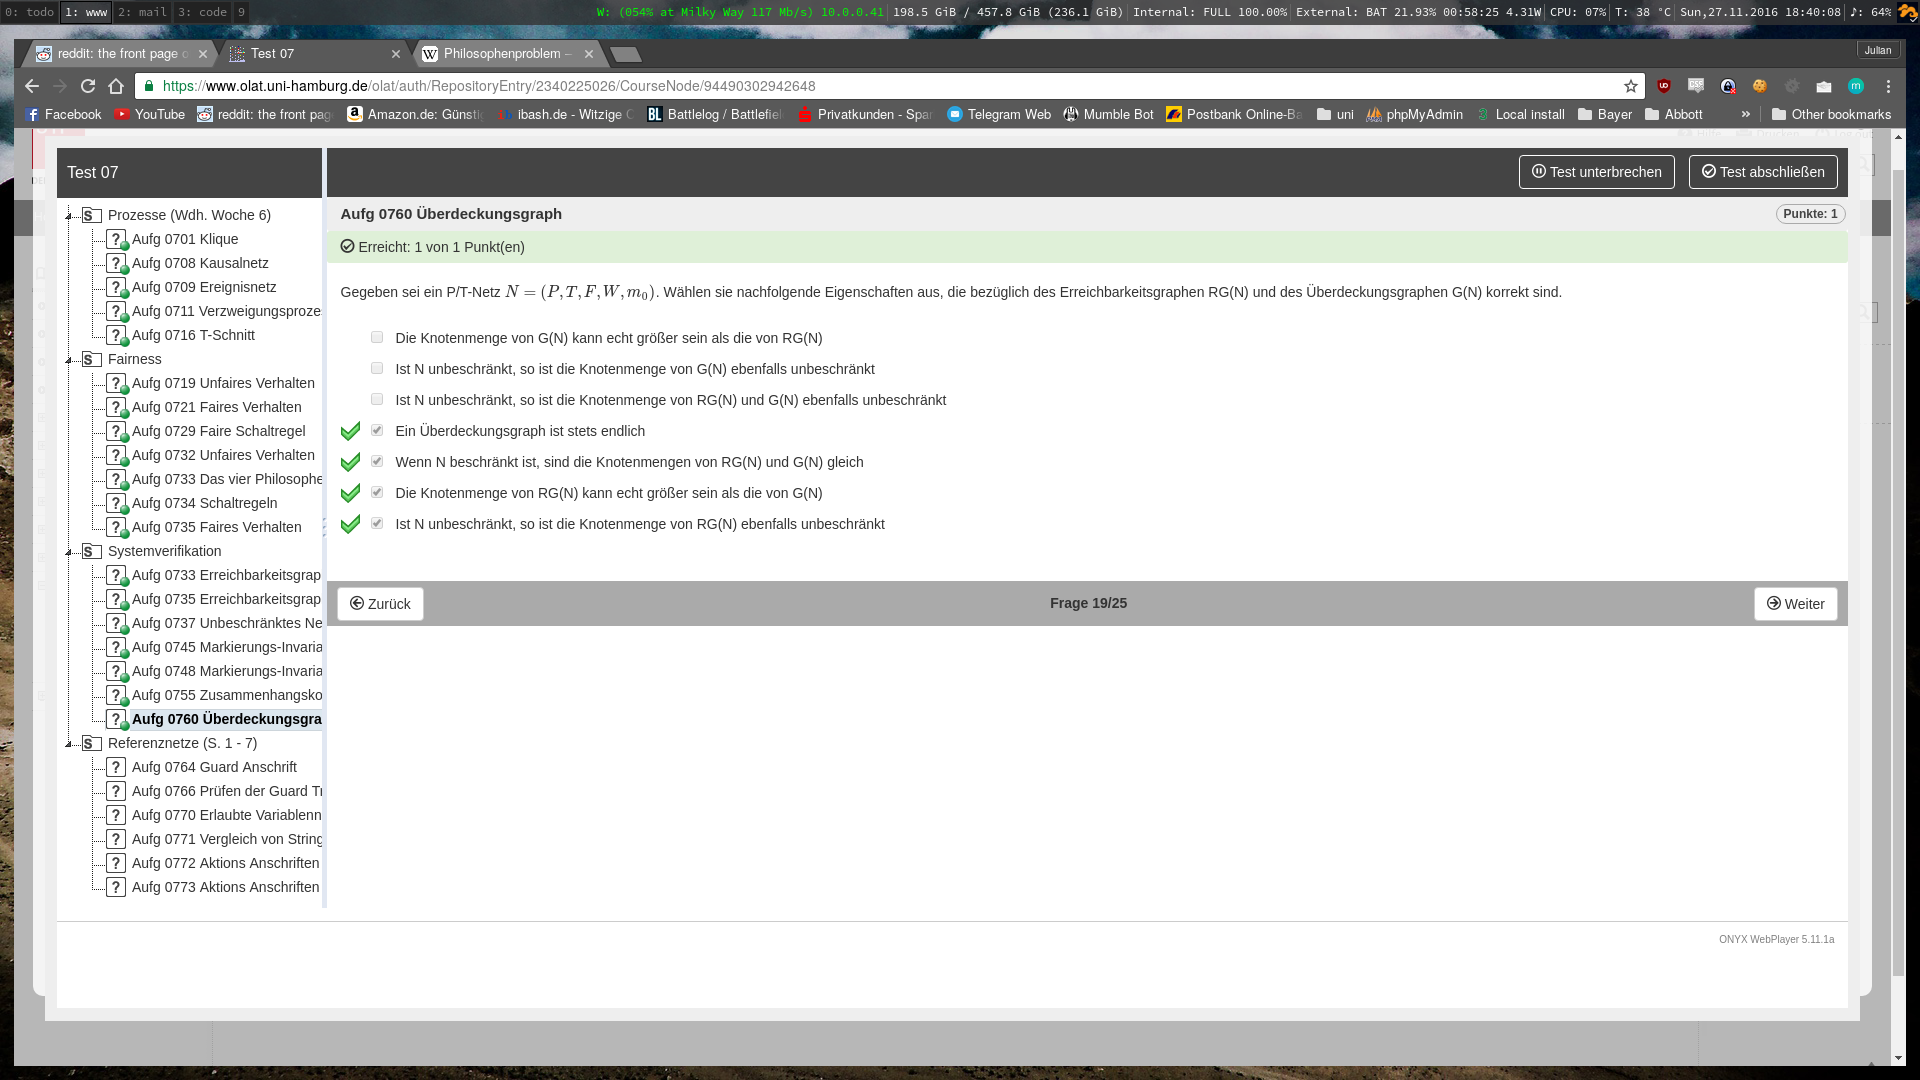 0: todo 1: www 2: mail 3: code 9 W: (054% at Milky Way 117 Mb/s) 10.0.0.41 198.5 GiB / 457.8 GiB (236.1 GiB) Internal: FULL 100.00% External: BAT 21.93% 00:58:25 4.31W CPU: 07% T: 38 °C Sun,27.11.2016 18:40:08 ♪: 64%
reddit: the front page o Test 07 Philosophenproblem – Julian
https://www.olat.uni-hamburg.de/olat/auth/RepositoryEntry/2340225026/CourseNode/94490302942648
Facebook YouTube reddit: the front pag Amazon.de: Günsti ibash.de - Witzige C Battlelog / Battlefiel Privatkunden - Spar Telegram Web Mumble Bot Postbank Online-Ba uni phpMyAdmin Local install Bayer Abbott » Other bookmarks
Test 07 Test unterbrechen Test abschließen
Prozesse (Wdh. Woche 6)
Aufg 0701 Klique
Aufg 0708 Kausalnetz
Aufg 0709 Ereignisnetz
Aufg 0711 Verzweigungsprozes
Aufg 0716 T-Schnitt
Fairness
Aufg 0719 Unfaires Verhalten
Aufg 0721 Faires Verhalten
Aufg 0729 Faire Schaltregel
Aufg 0732 Unfaires Verhalten
Aufg 0733 Das vier Philosophe
Aufg 0734 Schaltregeln
Aufg 0735 Faires Verhalten
Systemverifikation
Aufg 0733 Erreichbarkeitsgrap
Aufg 0735 Erreichbarkeitsgrap
Aufg 0737 Unbeschränktes Ne
Aufg 0745 Markierungs-Invaria
Aufg 0748 Markierungs-Invaria
Aufg 0755 Zusammenhangsko
Aufg 0760 Überdeckungsgra
Referenznetze (S. 1 - 7)
Aufg 0764 Guard Anschrift
Aufg 0766 Prüfen der Guard Tr
Aufg 0770 Erlaubte Variablenn
Aufg 0771 Vergleich von String
Aufg 0772 Aktions Anschriften
Aufg 0773 Aktions Anschriften
Aufg 0760 Überdeckungsgraph Punkte: 1
Erreicht: 1 von 1 Punkt(en)
Gegeben sei ein P/T-Netz N = (P, T, F, W, m₀). Wählen sie nachfolgende Eigenschaften aus, die bezüglich des Erreichbarkeitsgraphen RG(N) und des Überdeckungsgraphen G(N) korrekt sind.
Die Knotenmenge von G(N) kann echt größer sein als die von RG(N)
Ist N unbeschränkt, so ist die Knotenmenge von G(N) ebenfalls unbeschränkt
Ist N unbeschränkt, so ist die Knotenmenge von RG(N) und G(N) ebenfalls unbeschränkt
Ein Überdeckungsgraph ist stets endlich
Wenn N beschränkt ist, sind die Knotenmengen von RG(N) und G(N) gleich
Die Knotenmenge von RG(N) kann echt größer sein als die von G(N)
Ist N unbeschränkt, so ist die Knotenmenge von RG(N) ebenfalls unbeschränkt
Zurück Frage 19/25 Weiter
ONYX WebPlayer 5.11.1a